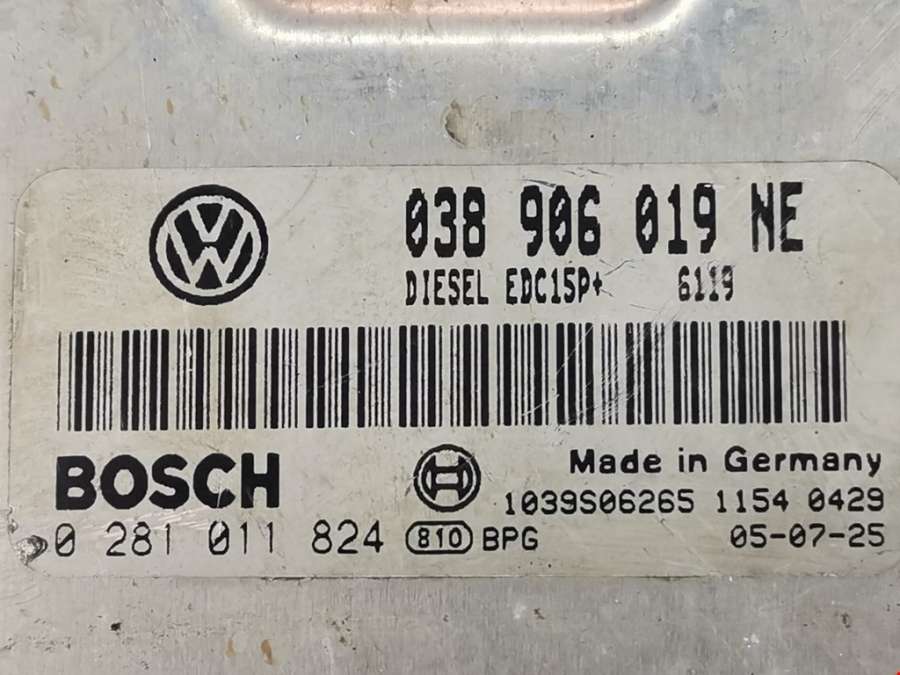 038 906 019 NE
DIESEL EDC15P+ 6119
BOSCH
Made in Germany
1039S06265 1154 0429
0 281 011 824 810 BPG 05-07-25